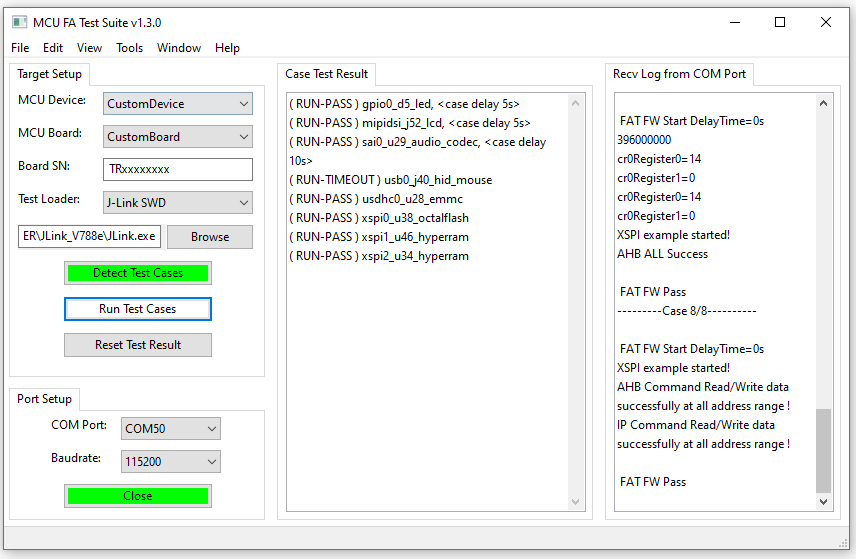 MCU FA Test Suite v1.3.0
File Edit View Tools Window Help
Target Setup
MCU Device: CustomDevice
MCU Board: CustomBoard
Board SN: TRxxxxxxxx
Test Loader: J-Link SWD
ER\JLink_V788e\JLink.exe Browse
Detect Test Cases
Run Test Cases
Reset Test Result
Port Setup
COM Port: COM50
Baudrate: 115200
Close
Case Test Result
( RUN-PASS ) gpio0_d5_led, <case delay 5s>
( RUN-PASS ) mipidsi_j52_lcd, <case delay 5s>
( RUN-PASS ) sai0_u29_audio_codec, <case delay
10s>
( RUN-TIMEOUT ) usb0_j40_hid_mouse
( RUN-PASS ) usdhc0_u28_emmc
( RUN-PASS ) xspi0_u38_octalflash
( RUN-PASS ) xspi1_u46_hyperram
( RUN-PASS ) xspi2_u34_hyperram
Recv Log from COM Port
FAT FW Start DelayTime=0s
396000000
cr0Register0=14
cr0Register1=0
cr0Register0=14
cr0Register1=0
XSPI example started!
AHB ALL Success
FAT FW Pass
---------Case 8/8----------
FAT FW Start DelayTime=0s
XSPI example started!
AHB Command Read/Write data
successfully at all address range !
IP Command Read/Write data
successfully at all address range !
FAT FW Pass